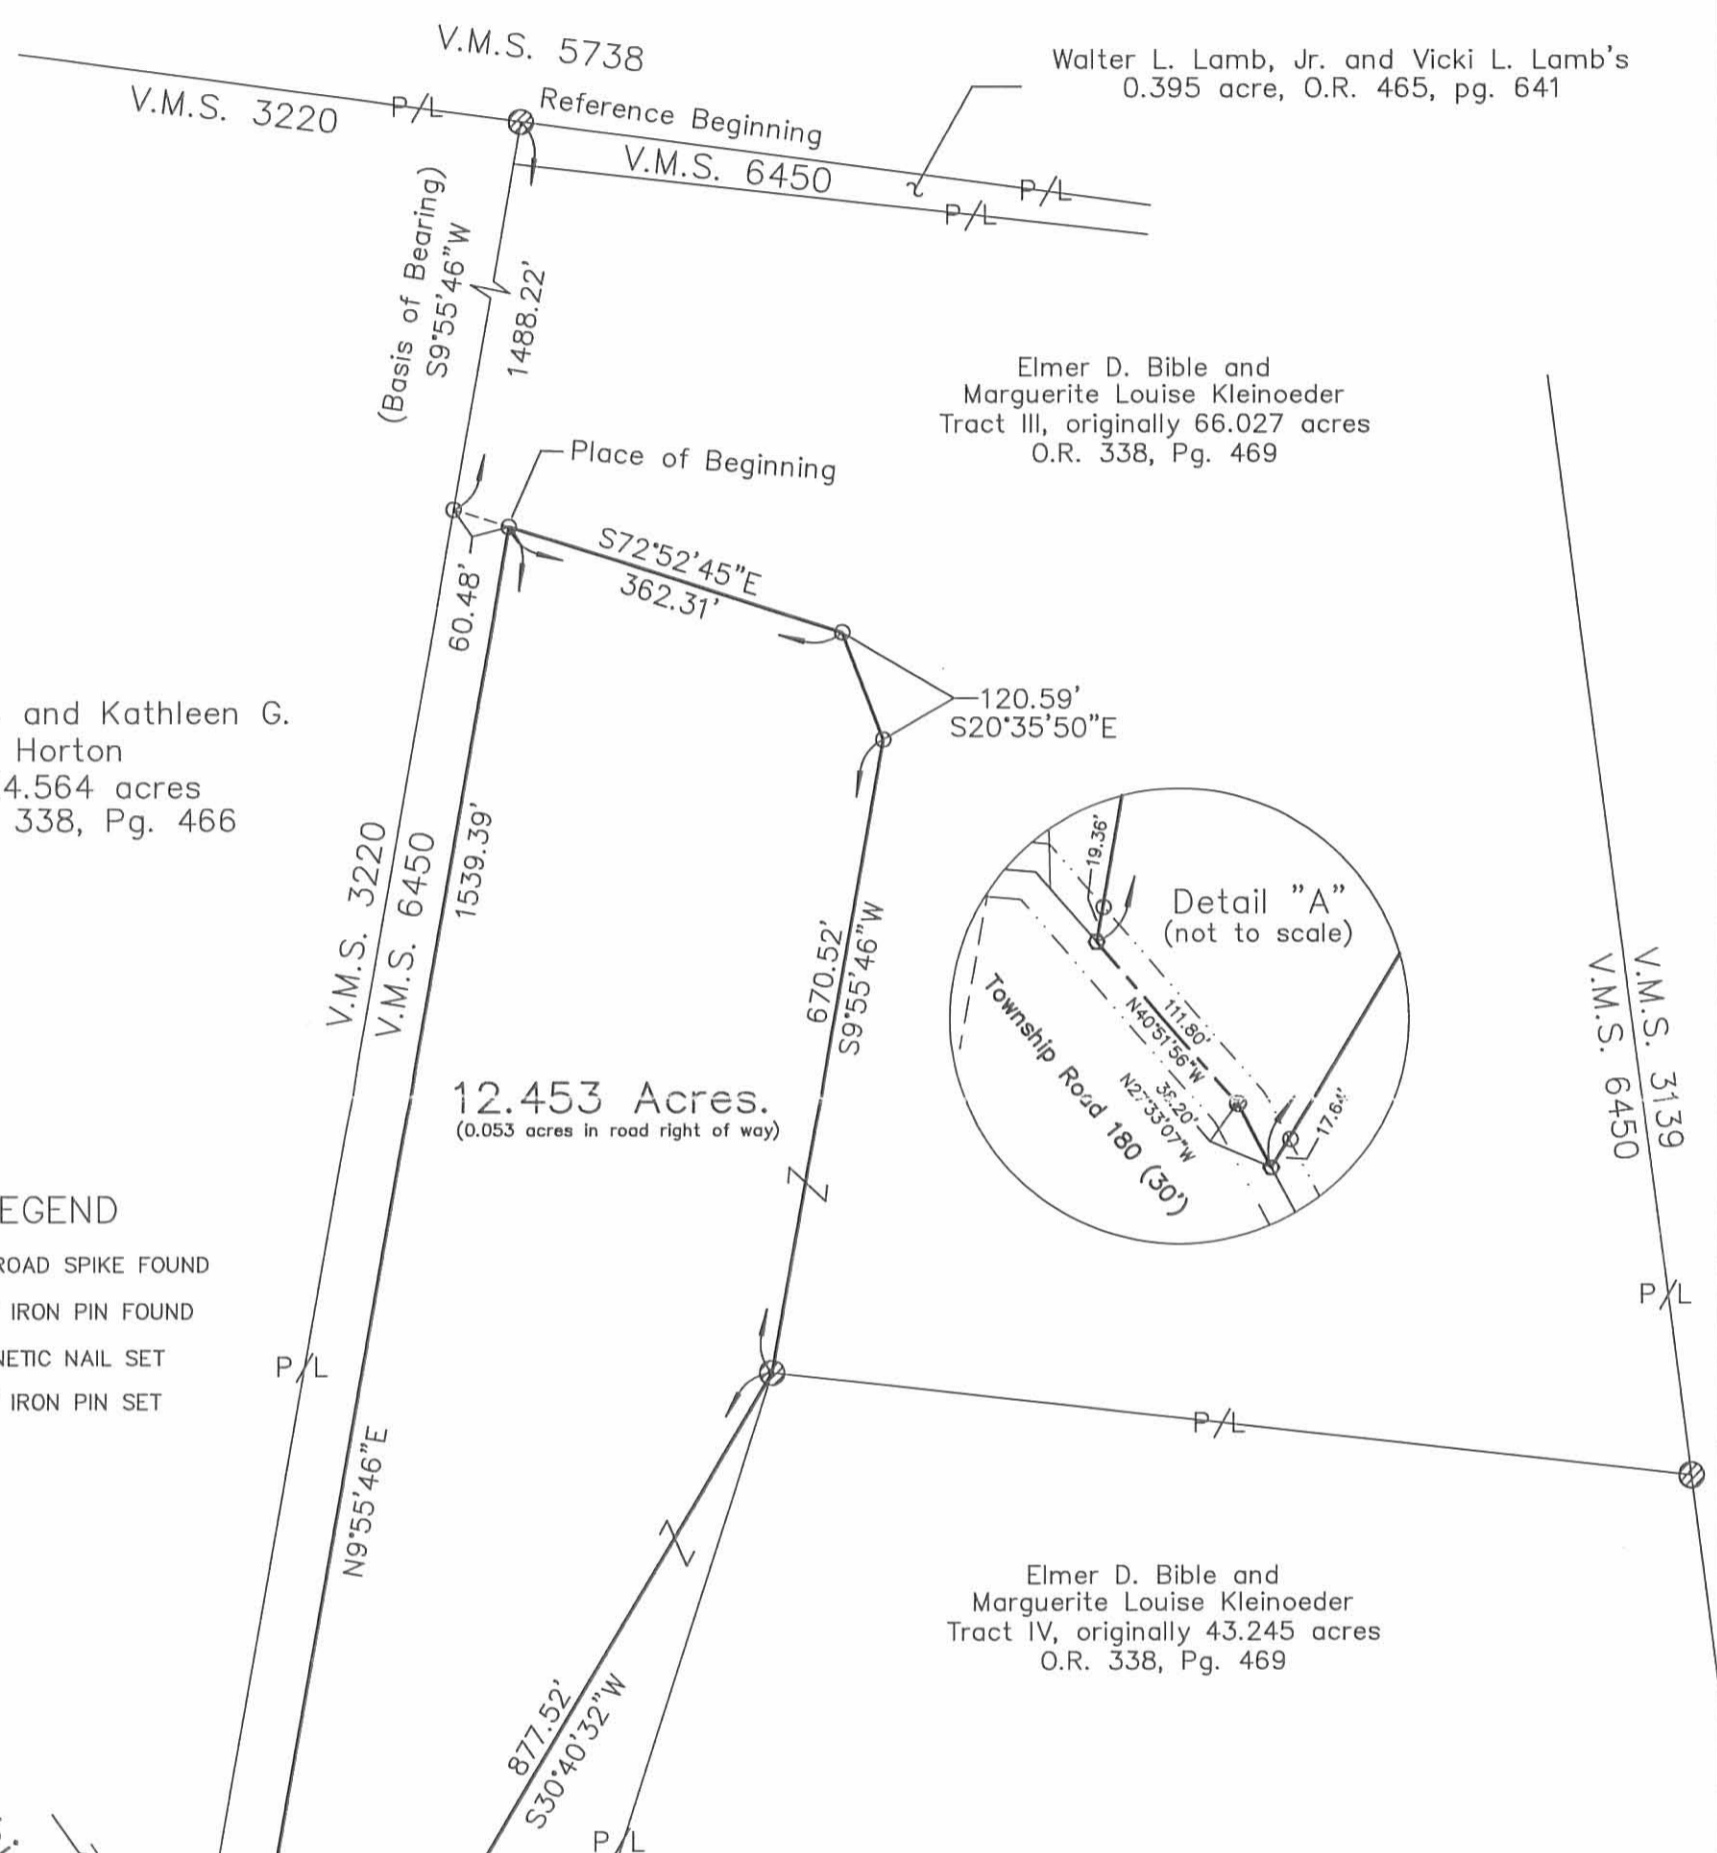 V.M.S. 5738
V.M.S. 3220
P/L
Reference Beginning
V.M.S. 6450
P/L
P/L
Walter L. Lamb, Jr. and Vicki L. Lamb's
0.395 acre, O.R. 465, pg. 641
(Basis of Bearing)
S9°55'46"W
1488.22'
Elmer D. Bible and
Marguerite Louise Kleinoeder
Tract III, originally 66.027 acres
O.R. 338, Pg. 469
Place of Beginning
S72°52'45"E
362.31'
60.48'
120.59'
S20°35'50"E
and Kathleen G.
Horton
4.564 acres
338, Pg. 466
V.M.S. 3220
V.M.S. 6450
1539.39'
670.52'
S9°55'46"W
19.36'
Detail "A"
(not to scale)
111.80'
N40°51'56"W
N27°33'07"W
Township Road 180 (30')
V.M.S. 3139
V.M.S. 6450
12.453 Acres.
(0.053 acres in road right of way)
EGEND
ROAD SPIKE FOUND
IRON PIN FOUND
NETIC NAIL SET
IRON PIN SET
P/L
P/L
P/L
N9°55'46"E
Elmer D. Bible and
Marguerite Louise Kleinoeder
Tract IV, originally 43.245 acres
O.R. 338, Pg. 469
877.52'
S30°40'32"W
P/L